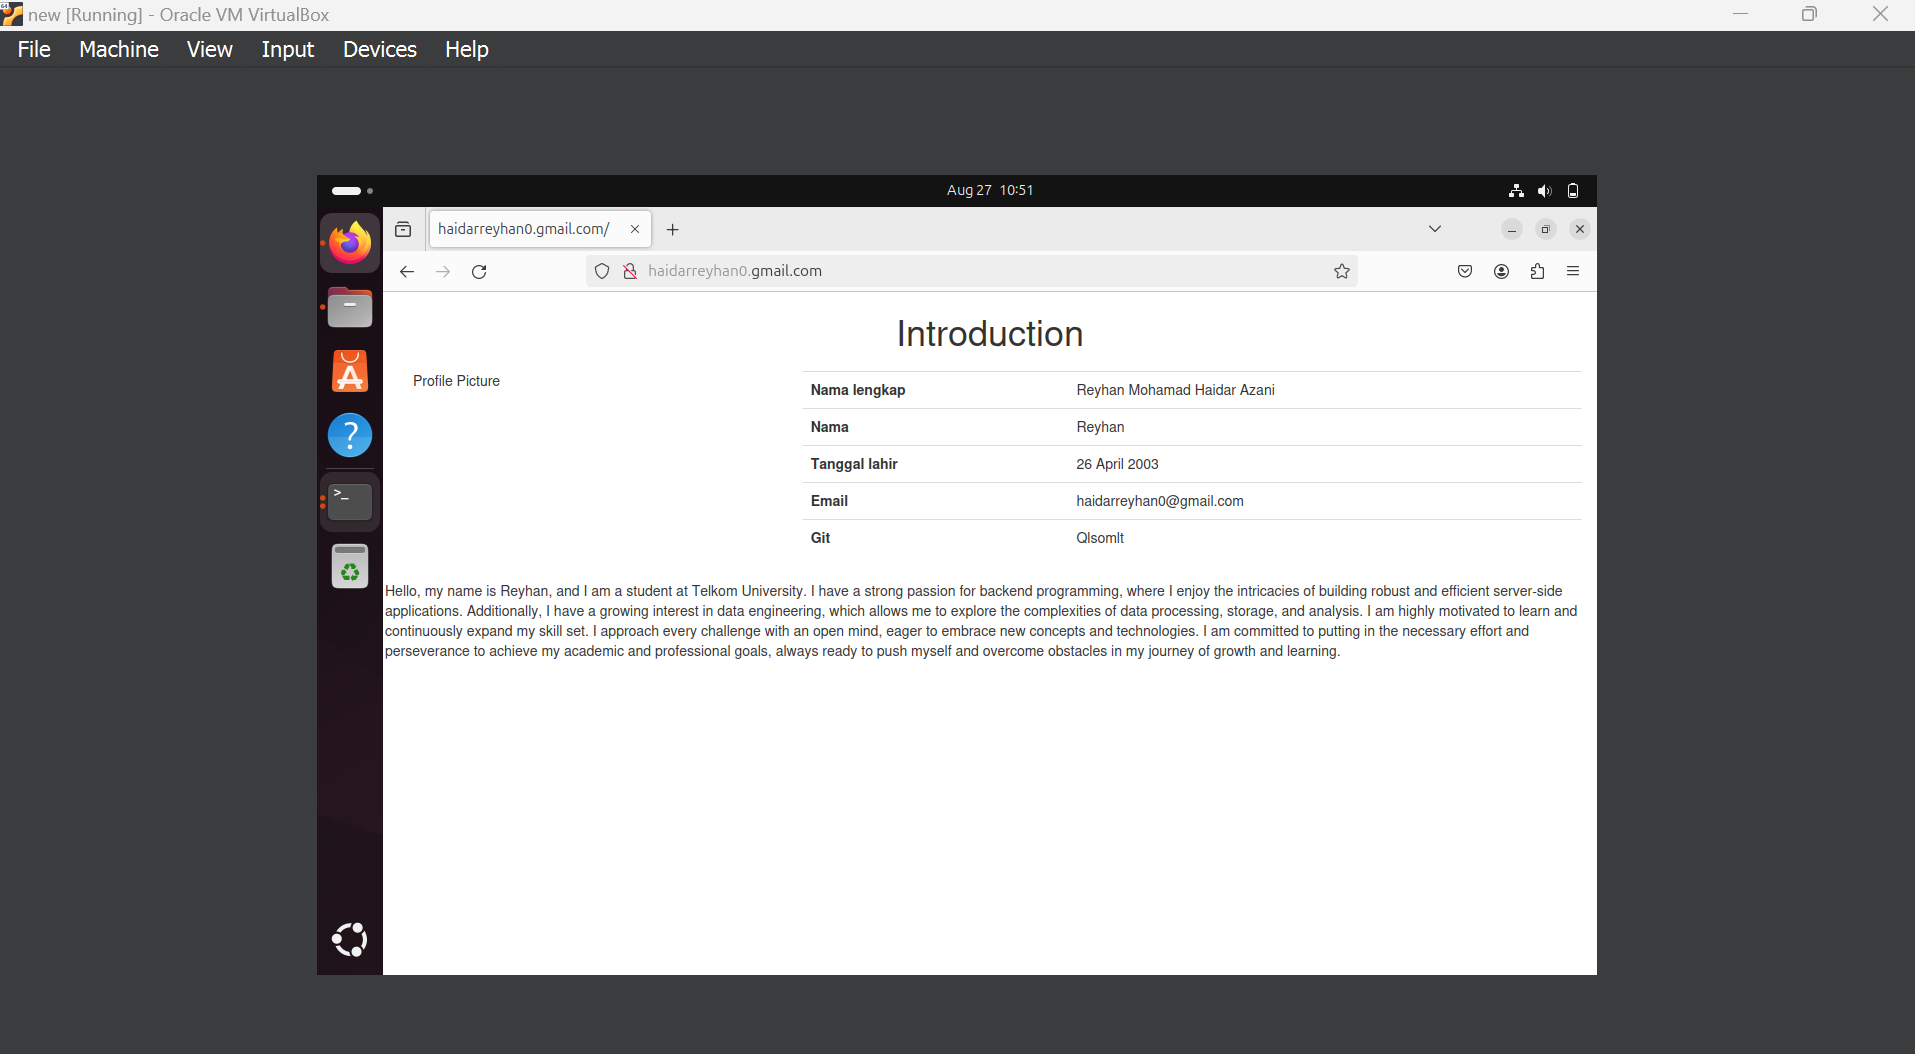 new [Running] - Oracle VM VirtualBox
File Machine View Input Devices Help
Aug 27 10:51
haidarreyhan0.gmail.com/
haidarreyhan0.gmail.com
Introduction
Profile Picture
Nama lengkap Reyhan Mohamad Haidar Azani
Nama Reyhan
Tanggal lahir 26 April 2003
Email haidarreyhan0@gmail.com
Git Qlsomlt
Hello, my name is Reyhan, and I am a student at Telkom University. I have a strong passion for backend programming, where I enjoy the intricacies of building robust and efficient server-side
applications. Additionally, I have a growing interest in data engineering, which allows me to explore the complexities of data processing, storage, and analysis. I am highly motivated to learn and
continuously expand my skill set. I approach every challenge with an open mind, eager to embrace new concepts and technologies. I am committed to putting in the necessary effort and
perseverance to achieve my academic and professional goals, always ready to push myself and overcome obstacles in my journey of growth and learning.